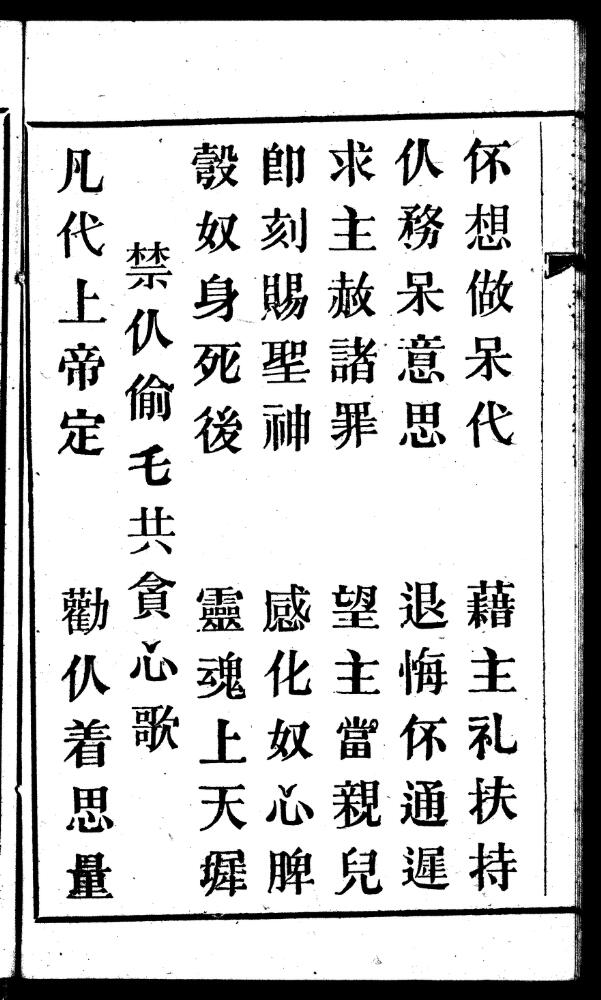 伓想做呆代　藉主礼扶持
仈務呆意思　退悔伓通遲
求主赦諸罪　望主當親兒
卽刻賜聖神　感化奴心脾
彀奴身死後　靈魂上天墀
禁仈偷乇共貪心歌
凡代上帝定　勸仈着思量